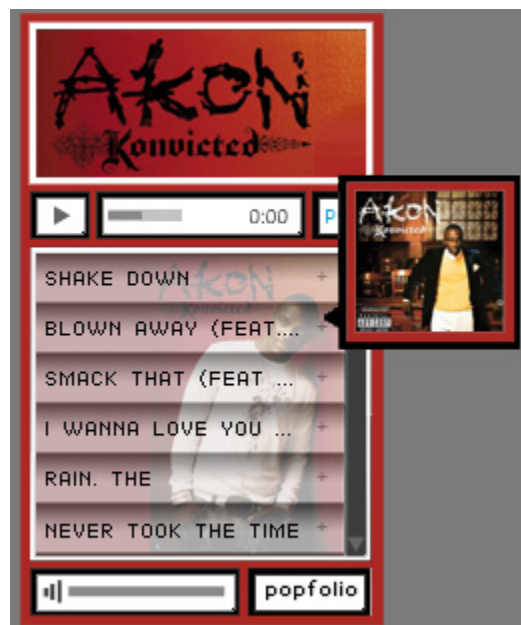 AKON
Konvicted
0:00
P
AKON
Konvicted
SHAKE DOWN +
BLOWN AWAY (FEAT.... +
SMACK THAT (FEAT ... +
I WANNA LOVE YOU ... +
RAIN. THE +
NEVER TOOK THE TIME +
popfolio